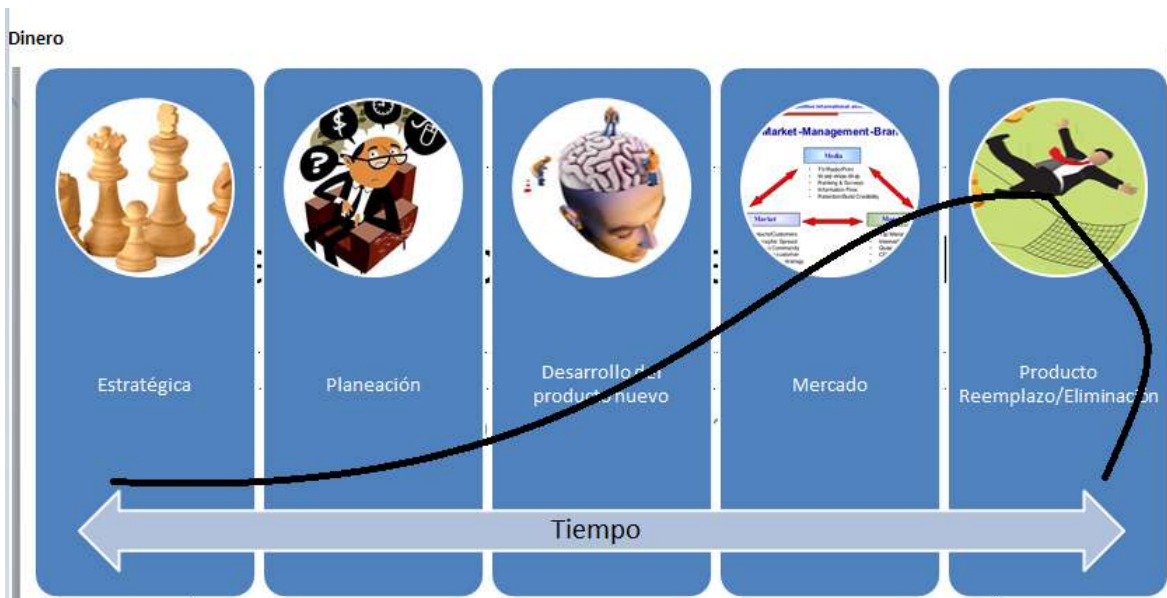 Dinero
Market-Management-Bran
Media
Market
Estratégica
Planeación
Desarrollo del
producto nuevo
Mercado
Producto
Reemplazo/Eliminación
Tiempo